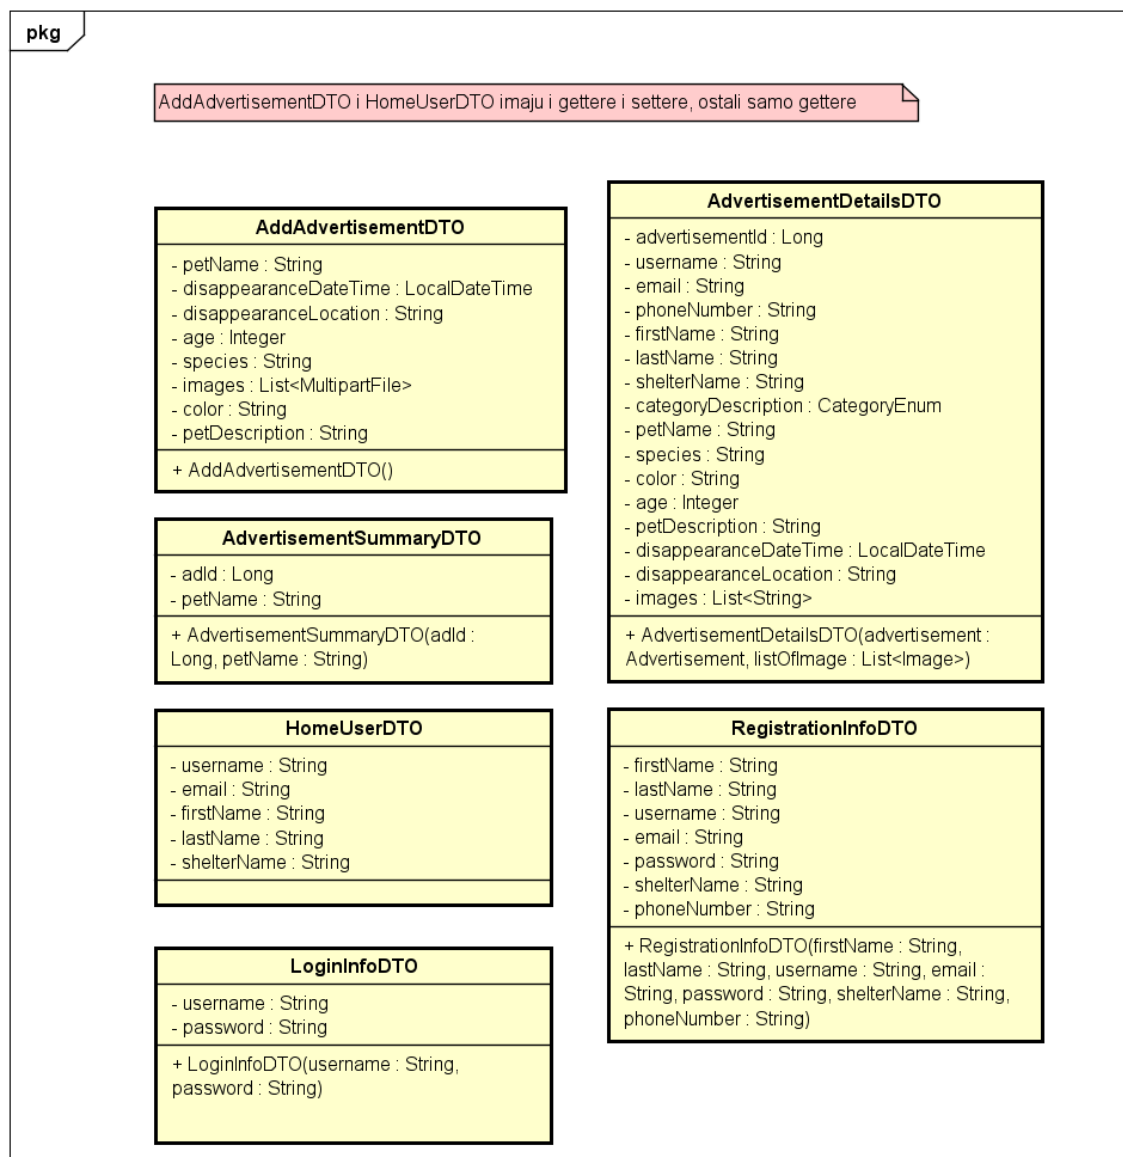 pkg
AddAdvertisementDTO i HomeUserDTO imaju i gettere i settere, ostali samo gettere
AddAdvertisementDTO
- petName : String
- disappearanceDateTime : LocalDateTime
- disappearanceLocation : String
- age : Integer
- species : String
- images : List<MultipartFile>
- color : String
- petDescription : String
+ AddAdvertisementDTO()
AdvertisementDetailsDTO
- advertisementId : Long
- username : String
- email : String
- phoneNumber : String
- firstName : String
- lastName : String
- shelterName : String
- categoryDescription : CategoryEnum
- petName : String
- species : String
- color : String
- age : Integer
- petDescription : String
- disappearanceDateTime : LocalDateTime
- disappearanceLocation : String
- images : List<String>
+ AdvertisementDetailsDTO(advertisement :
Advertisement, listOfImage : List<Image>)
AdvertisementSummaryDTO
- adId : Long
- petName : String
+ AdvertisementSummaryDTO(adId :
Long, petName : String)
HomeUserDTO
- username : String
- email : String
- firstName : String
- lastName : String
- shelterName : String
RegistrationInfoDTO
- firstName : String
- lastName : String
- username : String
- email : String
- password : String
- shelterName : String
- phoneNumber : String
+ RegistrationInfoDTO(firstName : String,
lastName : String, username : String, email :
String, password : String, shelterName : String,
phoneNumber : String)
LoginInfoDTO
- username : String
- password : String
+ LoginInfoDTO(username : String,
password : String)